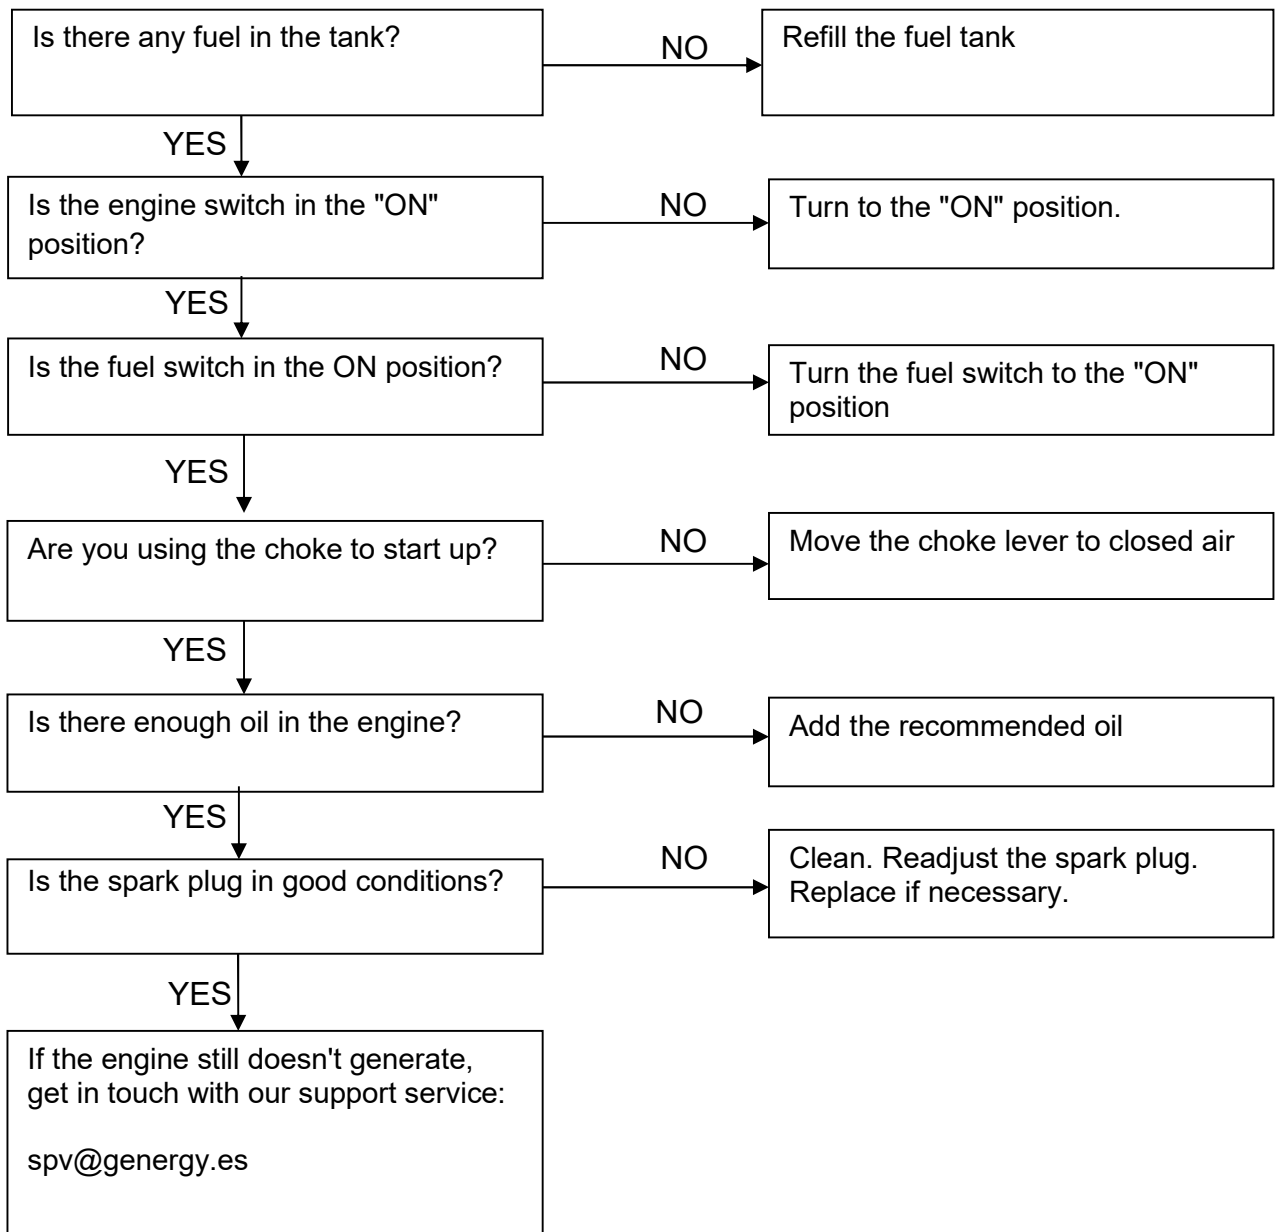 Is there any fuel in the tank?
NO
Refill the fuel tank
YES
Is the engine switch in the "ON"
position?
NO
Turn to the "ON" position.
YES
Is the fuel switch in the ON position?
NO
Turn the fuel switch to the "ON"
position
YES
Are you using the choke to start up?
NO
Move the choke lever to closed air
YES
Is there enough oil in the engine?
NO
Add the recommended oil
YES
Is the spark plug in good conditions?
NO
Clean. Readjust the spark plug.
Replace if necessary.
YES
If the engine still doesn't generate,
get in touch with our support service:
spv@genergy.es